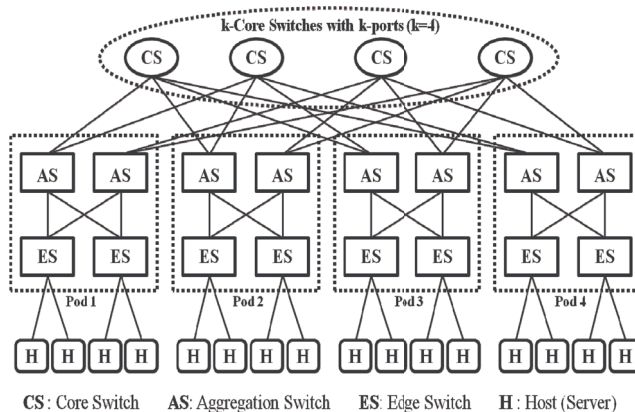 k-Core Switches with k-ports (k=4)
CS CS CS CS
AS AS AS AS AS AS AS AS
ES ES ES ES ES ES ES ES
Pod 1 Pod 2 Pod 3 Pod 4
H H H H H H H H H H H H H H H H
CS : Core Switch AS: Aggregation Switch ES: Edge Switch H : Host (Server)